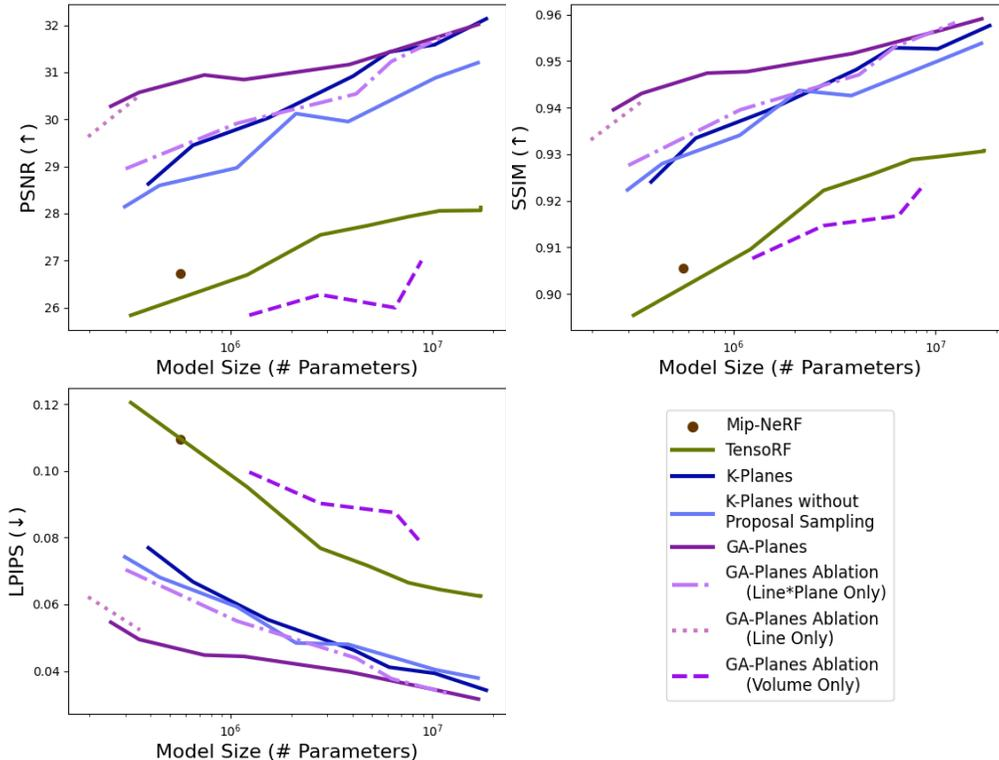 32
31
30
29
28
27
26
PSNR (↑)
10^6
10^7
Model Size (# Parameters)
0.96
0.95
0.94
0.93
0.92
0.91
0.90
SSIM (↑)
10^6
10^7
Model Size (# Parameters)
0.12
0.10
0.08
0.06
0.04
LPIPS (↓)
10^6
10^7
Model Size (# Parameters)
Mip-NeRF
TensoRF
K-Planes
K-Planes without
Proposal Sampling
GA-Planes
GA-Planes Ablation
(Line*Plane Only)
GA-Planes Ablation
(Line Only)
GA-Planes Ablation
(Volume Only)